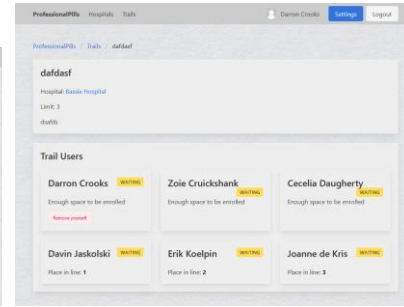 ProfessionalPills Hospitals Trails Darron Crooks Settings Logout
ProfessionalPills / Trails / dafdasf
dafdasf
Hospital: Bassie Hospital
Limit: 3
dsafds
Trail Users
Darron Crooks WAITING
Enough space to be enrolled
Remove yourself
Zoie Cruickshank WAITING
Enough space to be enrolled
Cecelia Daugherty WAITING
Enough space to be enrolled
Davin Jaskolski WAITING
Place in line: 1
Erik Koelpin WAITING
Place in line: 2
Joanne de Kris WAITING
Place in line: 3